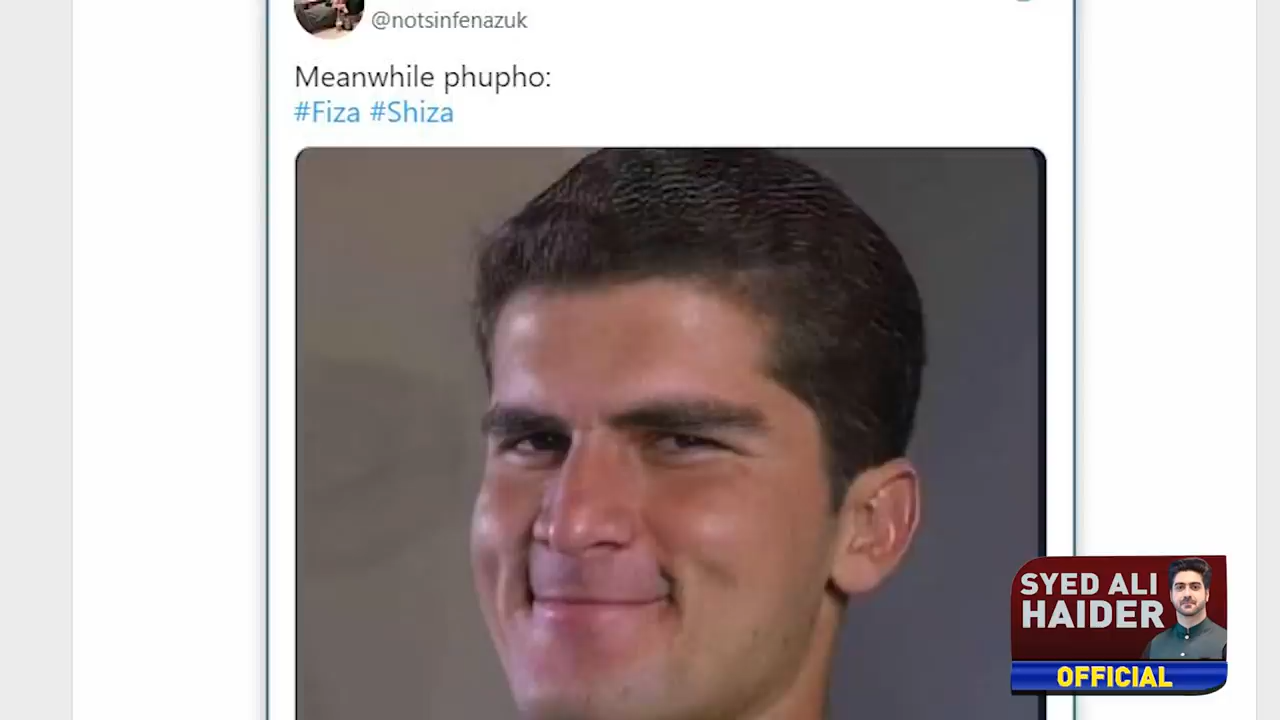 @notsinfenazuk
Meanwhile phupho:
#Fiza #Shiza
SYED ALI
HAIDER
OFFICIAL